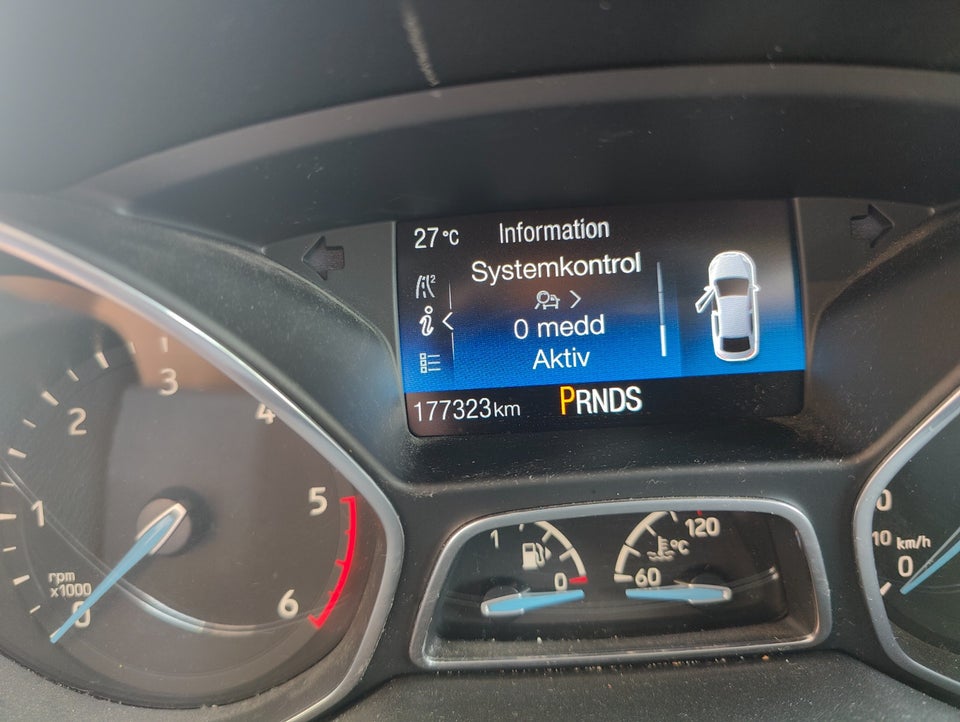 27°C Information
Systemkontrol
0 medd
Aktiv
177323km PRNDS
0
1
2
3
4
5
6
rpm
x1000
1
0
120
°C
60
0
10 km/h
0